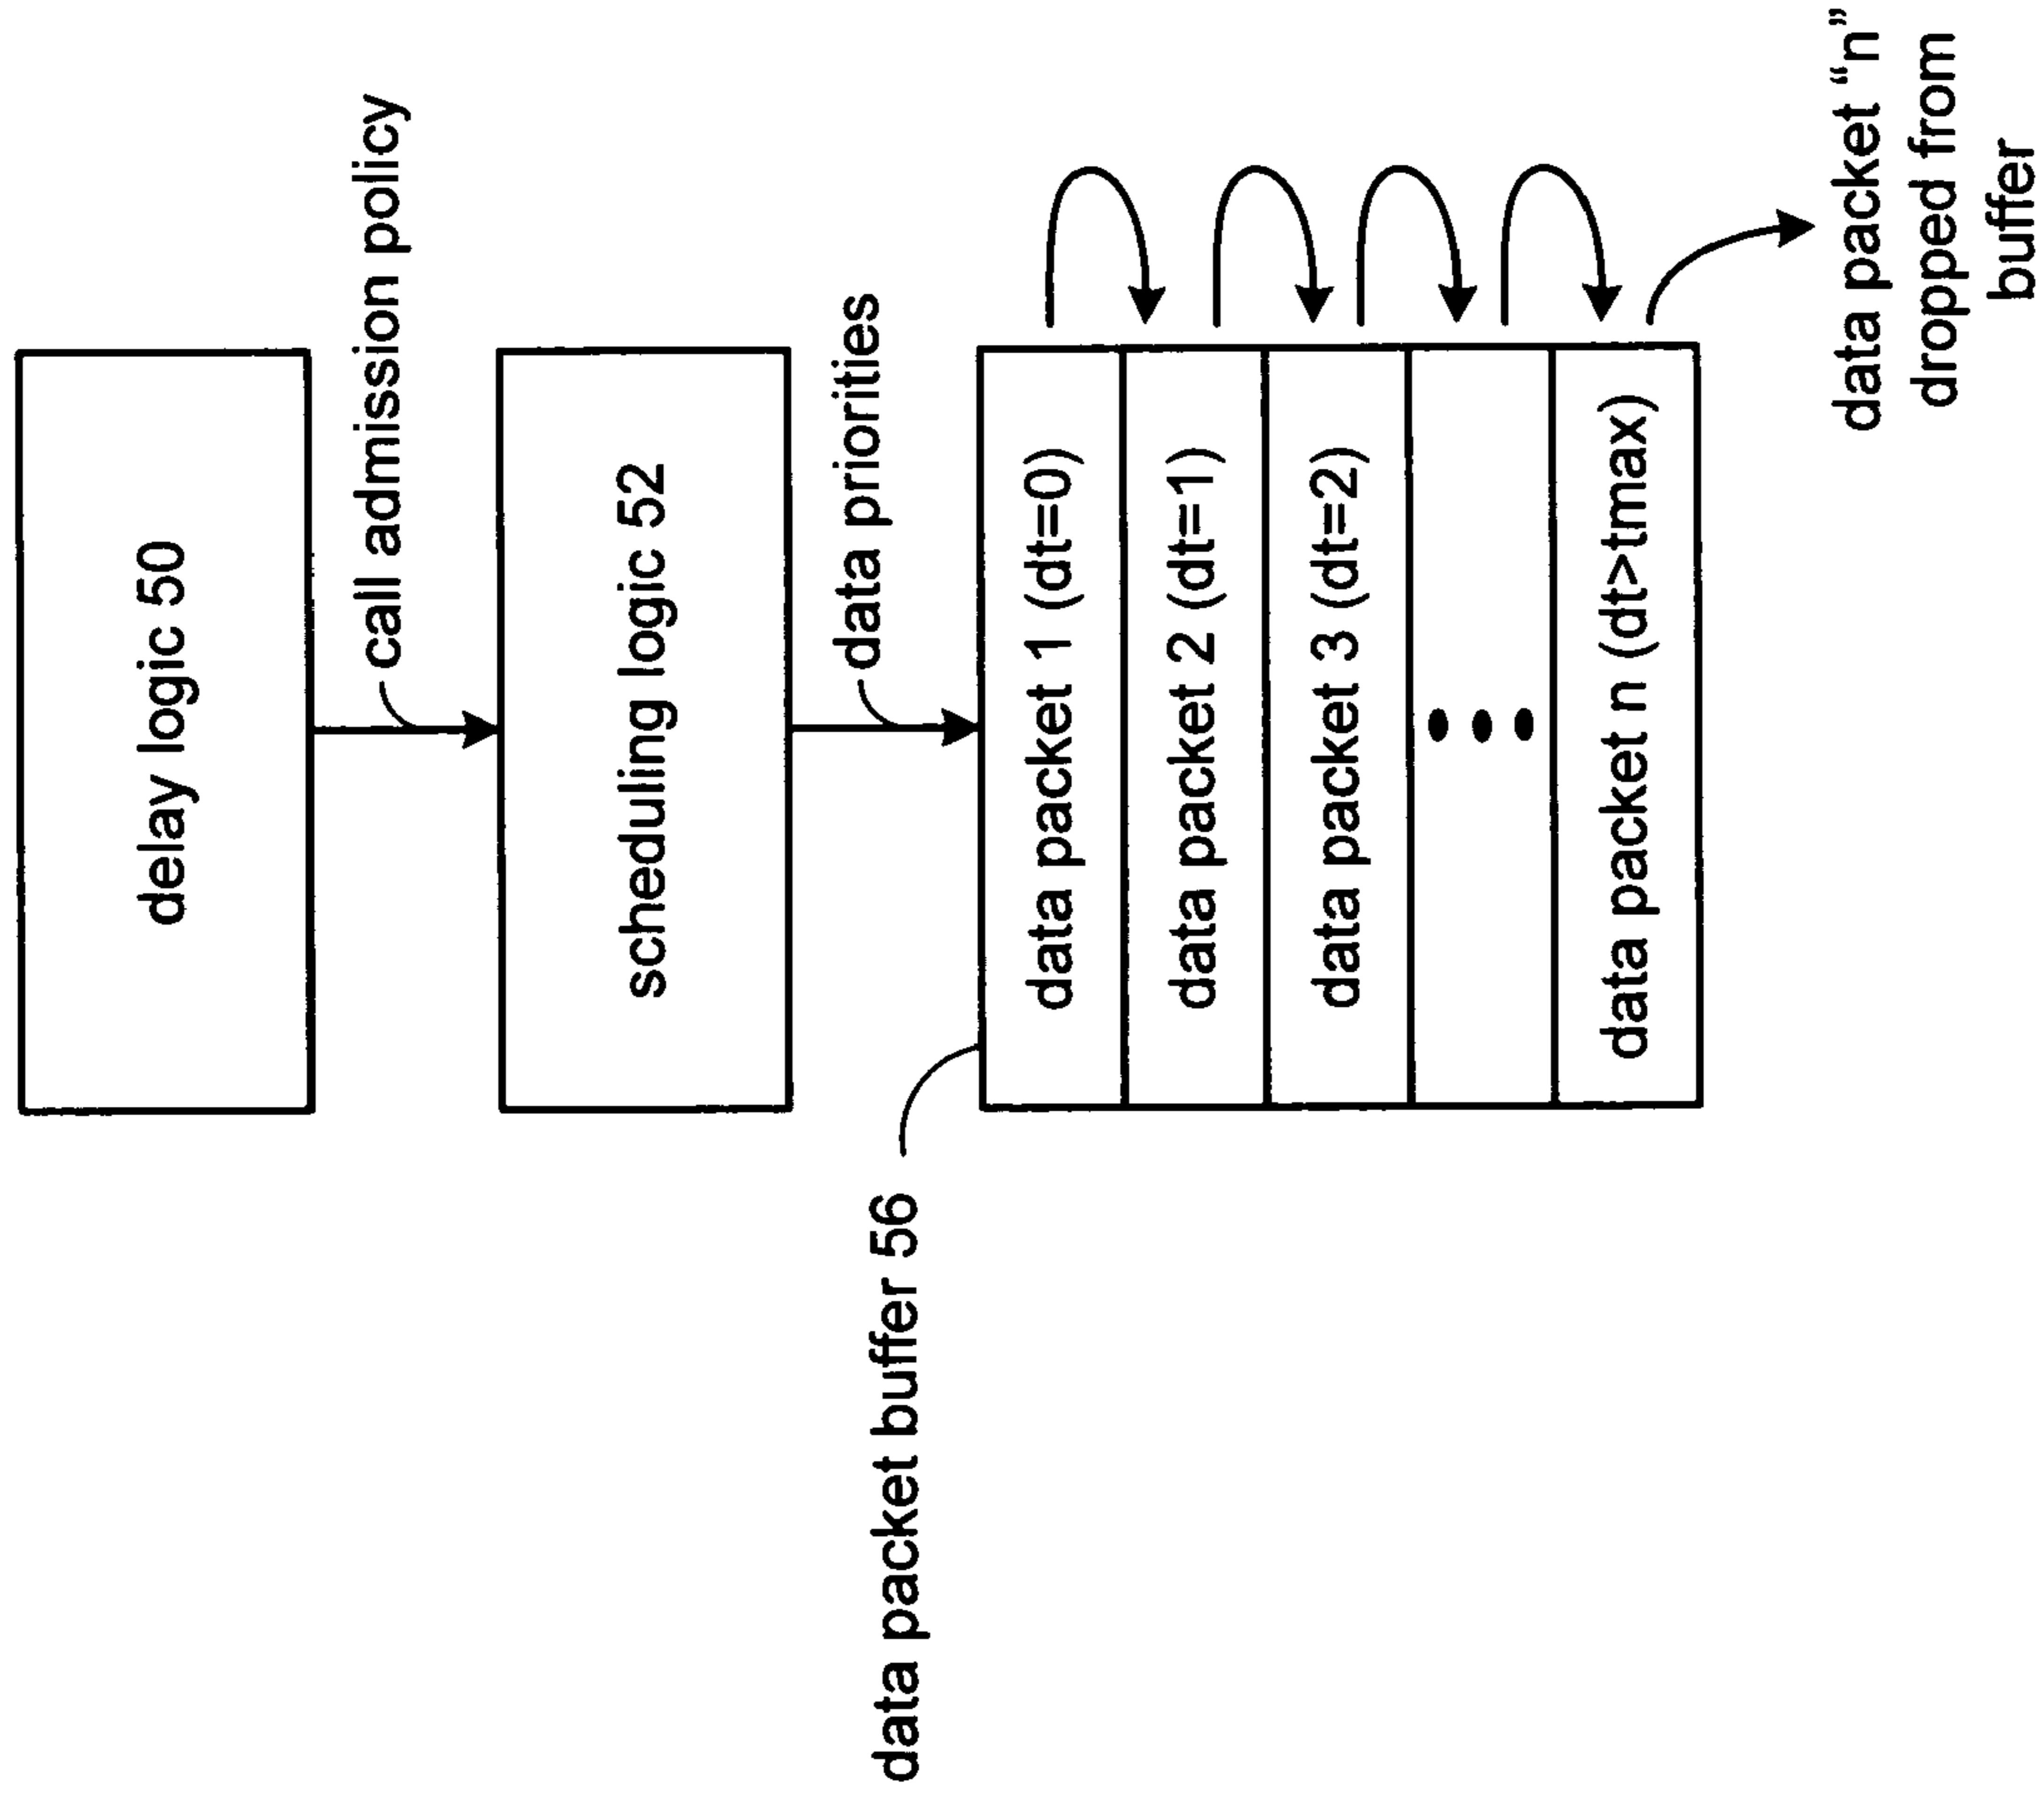 delay logic 50
call admission policy
scheduling logic 52
data priorities
data packet buffer 56
data packet 1 (dt=0)
data packet 2 (dt=1)
data packet 3 (dt=2)
data packet n (dt>tmax)
data packet “n”
dropped from
buffer